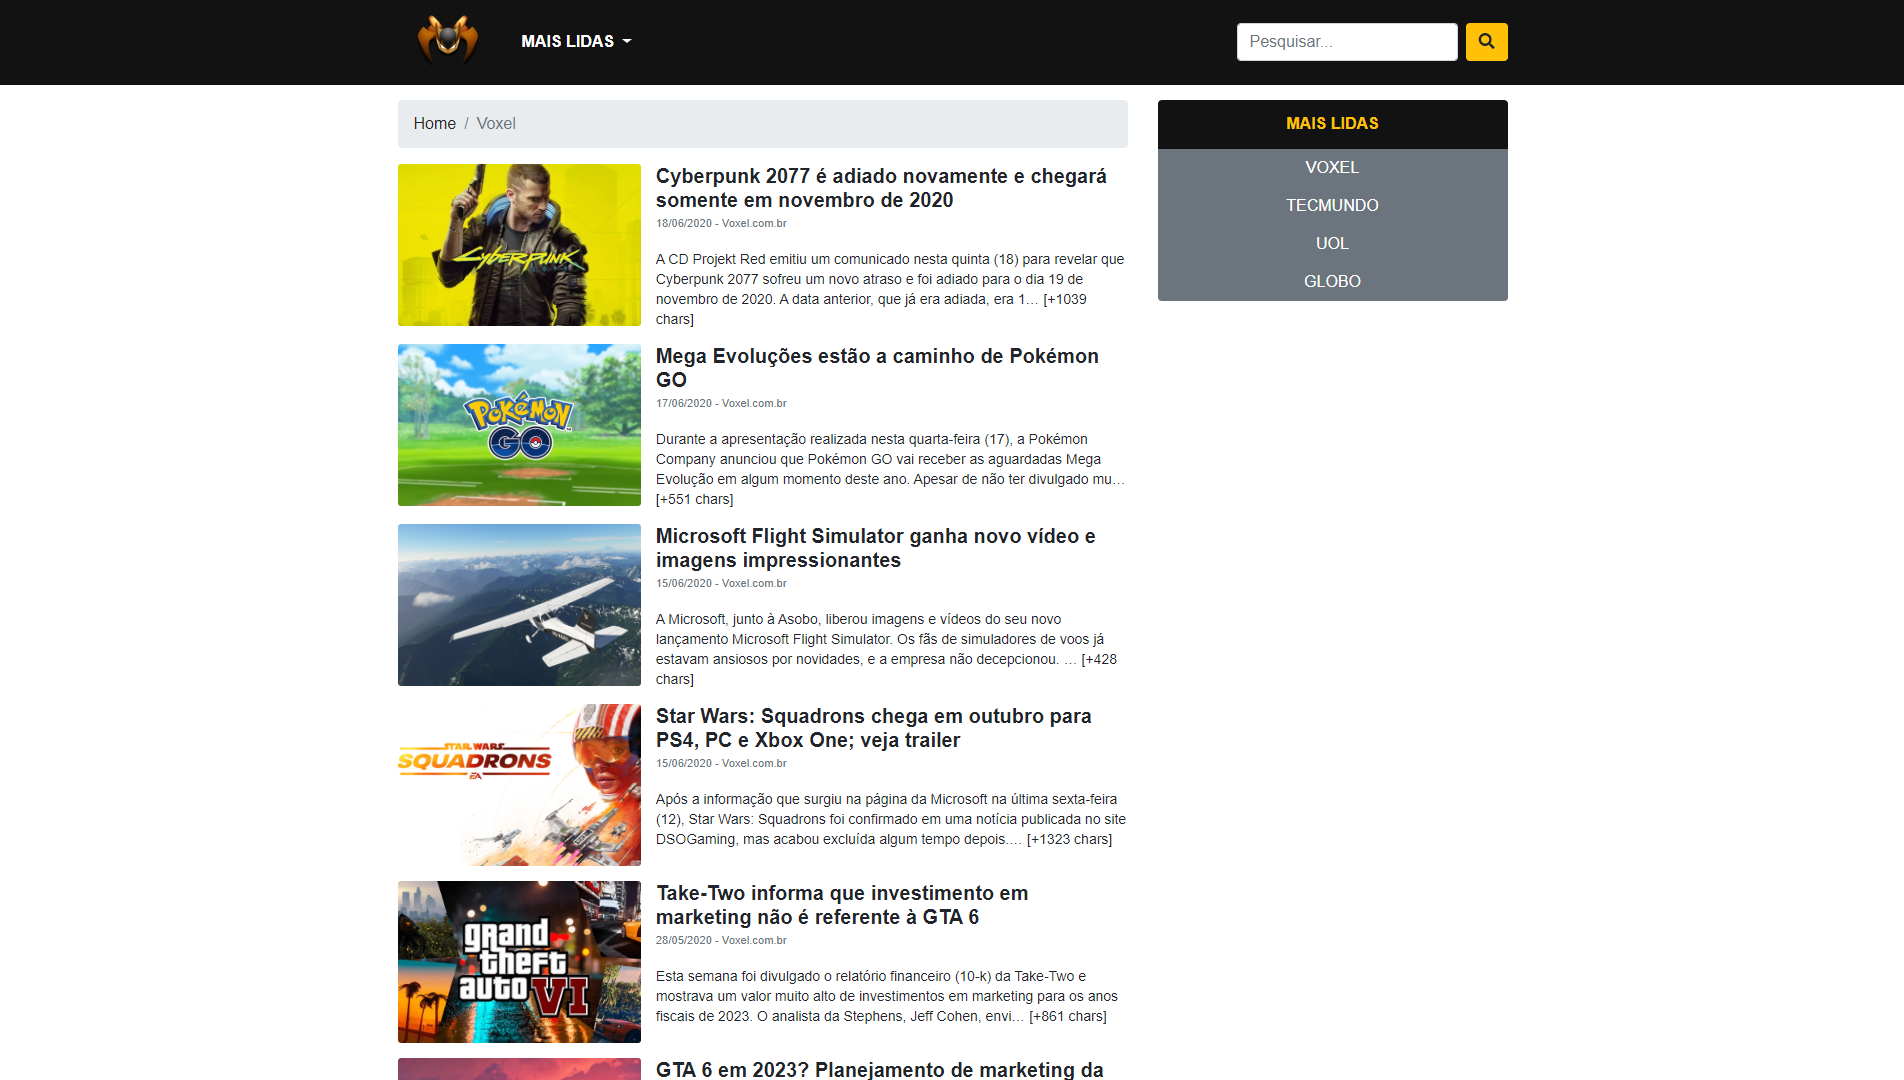 MAIS LIDAS
Pesquisar...
Home / Voxel
CYBERPUNK
Cyberpunk 2077 é adiado novamente e chegará
somente em novembro de 2020
18/06/2020 - Voxel.com.br
A CD Projekt Red emitiu um comunicado nesta quinta (18) para revelar que
Cyberpunk 2077 sofreu um novo atraso e foi adiado para o dia 19 de
novembro de 2020. A data anterior, que já era adiada, era 1… [+1039
chars]
POKÉMON
GO
Mega Evoluções estão a caminho de Pokémon
GO
17/06/2020 - Voxel.com.br
Durante a apresentação realizada nesta quarta-feira (17), a Pokémon
Company anunciou que Pokémon GO vai receber as aguardadas Mega
Evolução em algum momento deste ano. Apesar de não ter divulgado mu…
[+551 chars]
Microsoft Flight Simulator ganha novo vídeo e
imagens impressionantes
15/06/2020 - Voxel.com.br
A Microsoft, junto à Asobo, liberou imagens e vídeos do seu novo
lançamento Microsoft Flight Simulator. Os fãs de simuladores de voos já
estavam ansiosos por novidades, e a empresa não decepcionou. … [+428
chars]
STAR WARS
SQUADRONS
EA
Star Wars: Squadrons chega em outubro para
PS4, PC e Xbox One; veja trailer
15/06/2020 - Voxel.com.br
Após a informação que surgiu na página da Microsoft na última sexta-feira
(12), Star Wars: Squadrons foi confirmado em uma notícia publicada no site
DSOGaming, mas acabou excluída algum tempo depois.… [+1323 chars]
grand
theft
auto VI
Take-Two informa que investimento em
marketing não é referente à GTA 6
28/05/2020 - Voxel.com.br
Esta semana foi divulgado o relatório financeiro (10-k) da Take-Two e
mostrava um valor muito alto de investimentos em marketing para os anos
fiscais de 2023. O analista da Stephens, Jeff Cohen, envi… [+861 chars]
GTA 6 em 2023? Planejamento de marketing da
MAIS LIDAS
VOXEL
TECMUNDO
UOL
GLOBO